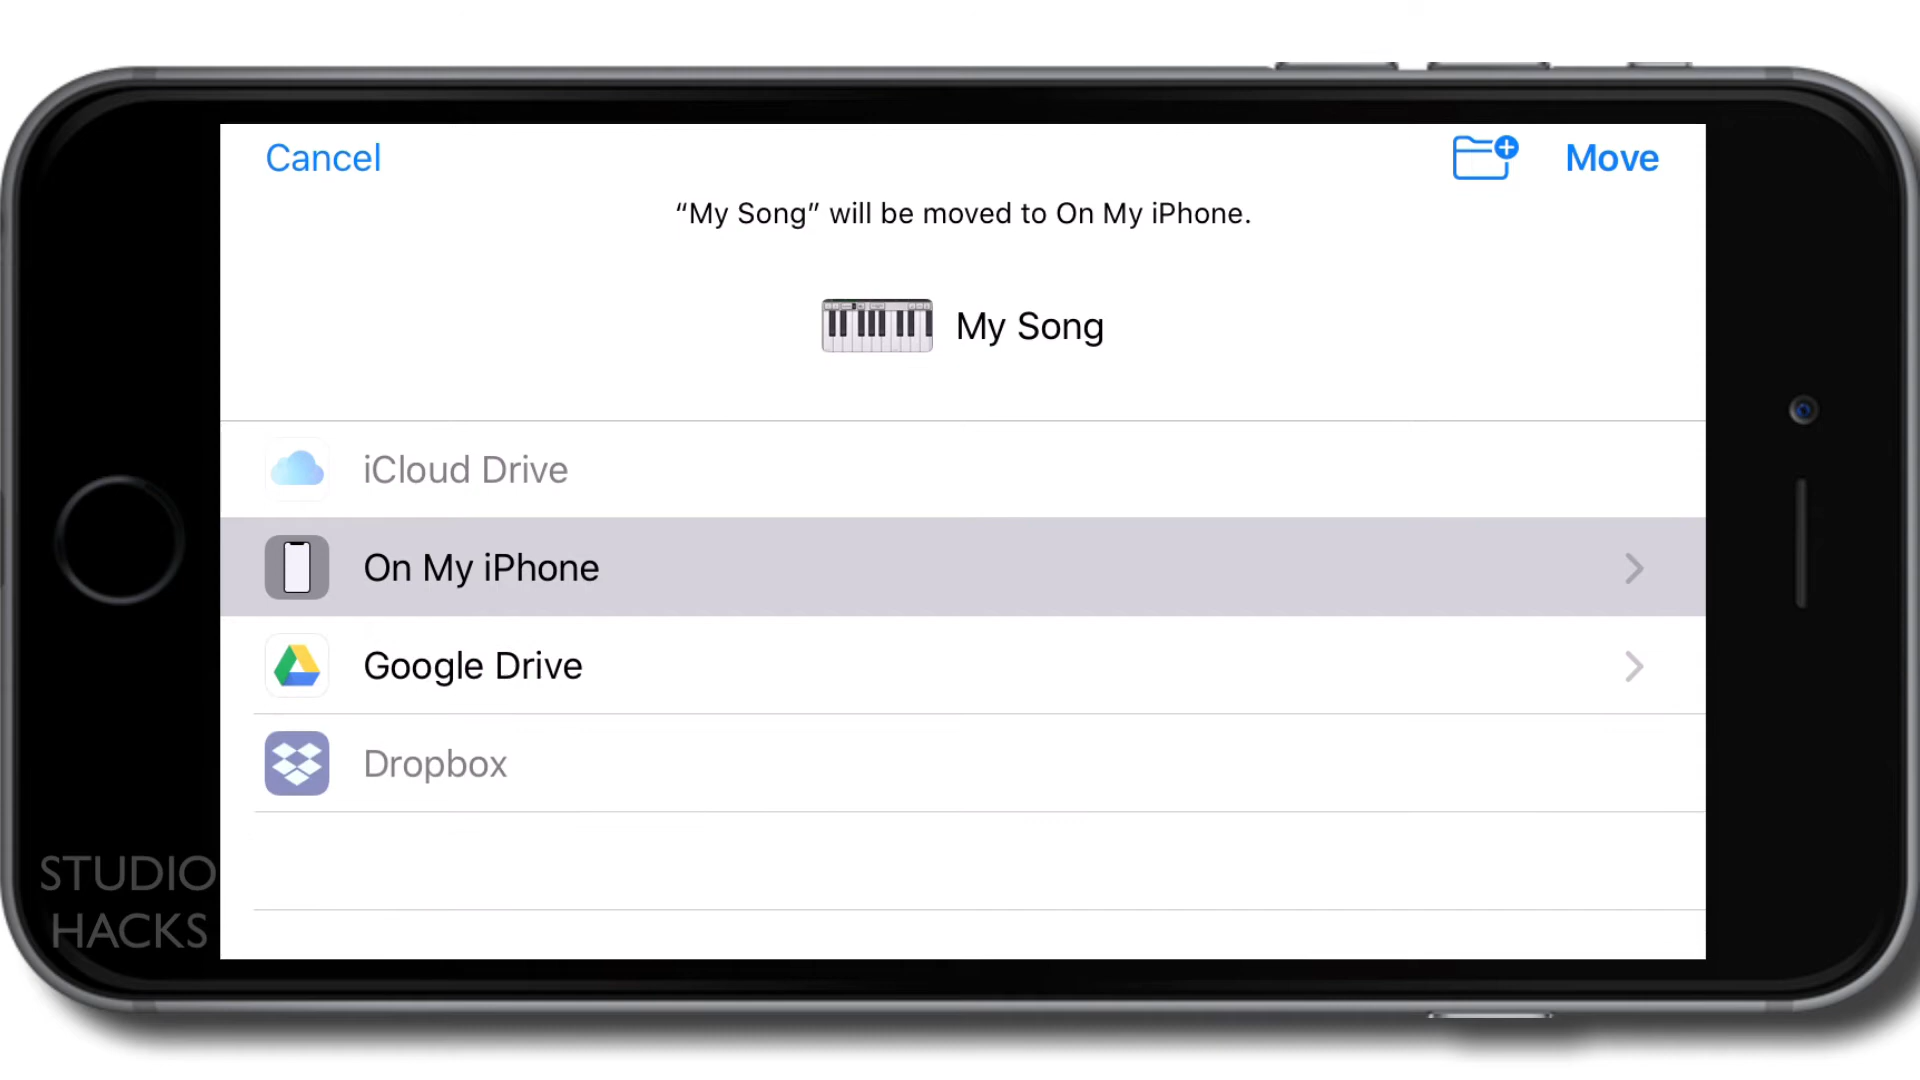 Cancel
Move
“My Song” will be moved to On My iPhone.
My Song
iCloud Drive
On My iPhone
Google Drive
Dropbox
STUDIO
HACKS